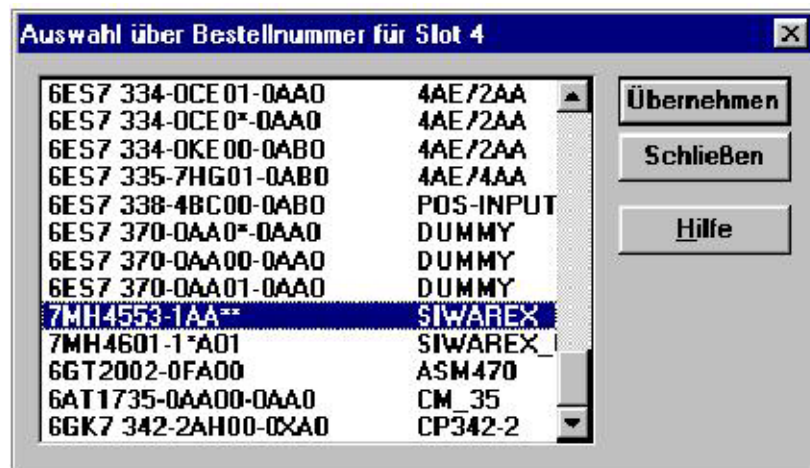 Auswahl über Bestellnummer für Slot 4
6ES7 334-0CE01-0AA0 4AE/2AA
6ES7 334-0CE0*-0AA0 4AE/2AA
6ES7 334-0KE00-0AB0 4AE/2AA
6ES7 335-7HG01-0AB0 4AE/4AA
6ES7 338-4BC00-0AB0 POS-INPUT
6ES7 370-0AA0*-0AA0 DUMMY
6ES7 370-0AA00-0AA0 DUMMY
6ES7 370-0AA01-0AA0 DUMMY
7MH4553-1AA** SIWAREX
7MH4601-1*A01 SIWAREX_
6GT2002-0FA00 ASM470
6AT1735-0AA00-0AA0 CM_35
6GK7 342-2AH00-0XA0 CP342-2
Übernehmen
Schließen
Hilfe